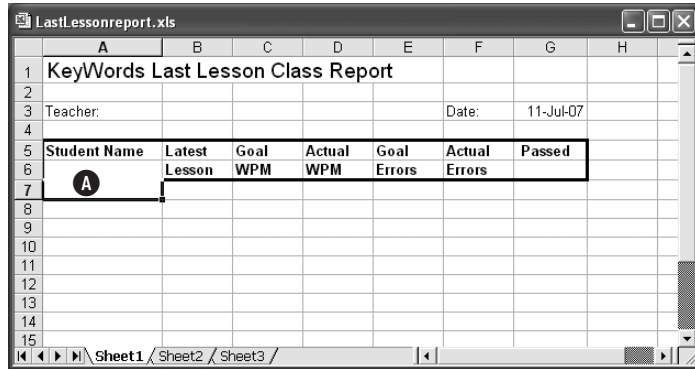 LastLessonreport.xls
A B C D E F G H
1 KeyWords Last Lesson Class Report
2
3 Teacher: Date: 11-Jul-07
4
5 Student Name Latest Goal Actual Goal Actual Passed
6 Lesson WPM WPM Errors Errors
A
7
8
9
10
11
12
13
14
15
Sheet1 / Sheet2 / Sheet3 /